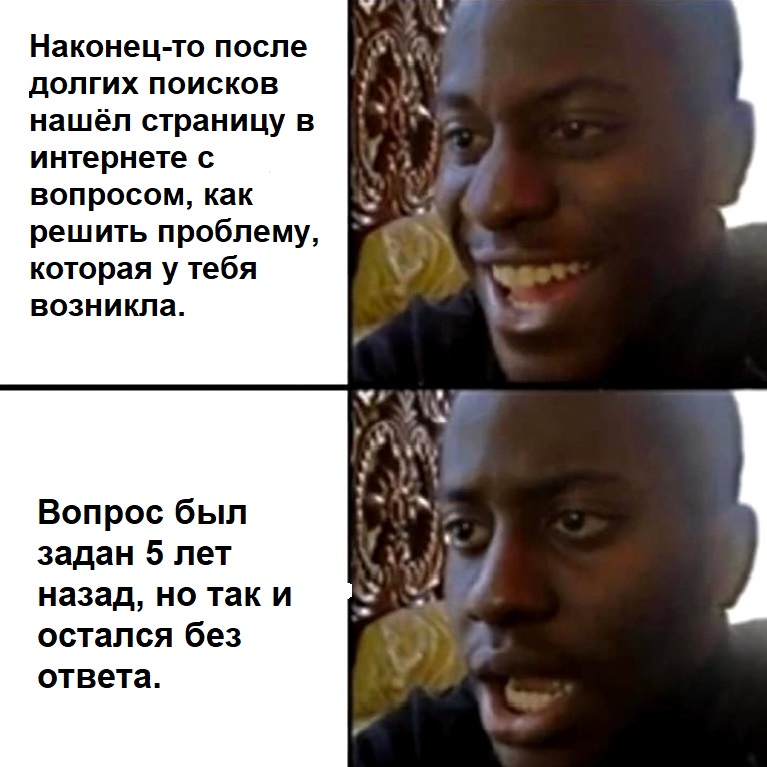 Наконец-то после
долгих поисков
нашёл страницу в
интернете с
вопросом, как
решить проблему,
которая у тебя
возникла.
Вопрос был
задан 5 лет
назад, но так и
остался без
ответа.